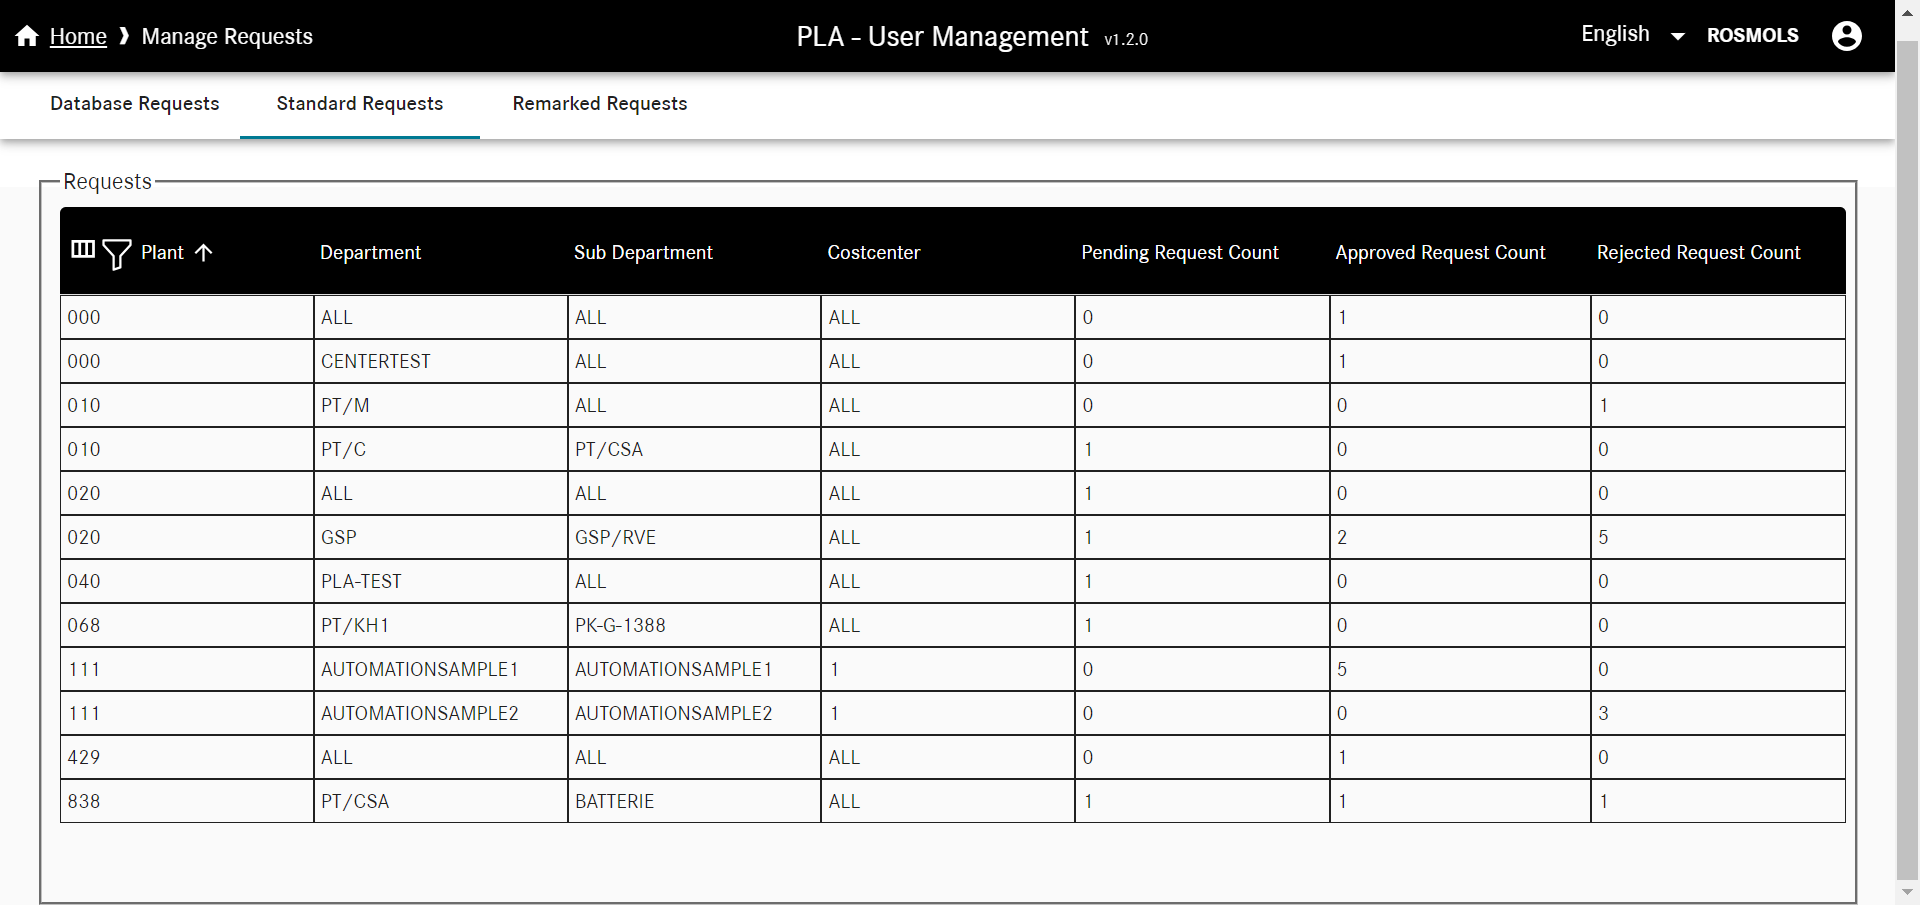 Home ❱ Manage Requests
PLA - User Management v1.2.0
English ROSMOLS
Database Requests Standard Requests Remarked Requests
Requests
Plant Department Sub Department Costcenter Pending Request Count Approved Request Count Rejected Request Count
000 ALL ALL ALL 0 1 0
000 CENTERTEST ALL ALL 0 1 0
010 PT/M ALL ALL 0 0 1
010 PT/C PT/CSA ALL 1 0 0
020 ALL ALL ALL 1 0 0
020 GSP GSP/RVE ALL 1 2 5
040 PLA-TEST ALL ALL 1 0 0
068 PT/KH1 PK-G-1388 ALL 1 0 0
111 AUTOMATIONSAMPLE1 AUTOMATIONSAMPLE1 1 0 5 0
111 AUTOMATIONSAMPLE2 AUTOMATIONSAMPLE2 1 0 0 3
429 ALL ALL ALL 0 1 0
838 PT/CSA BATTERIE ALL 1 1 1